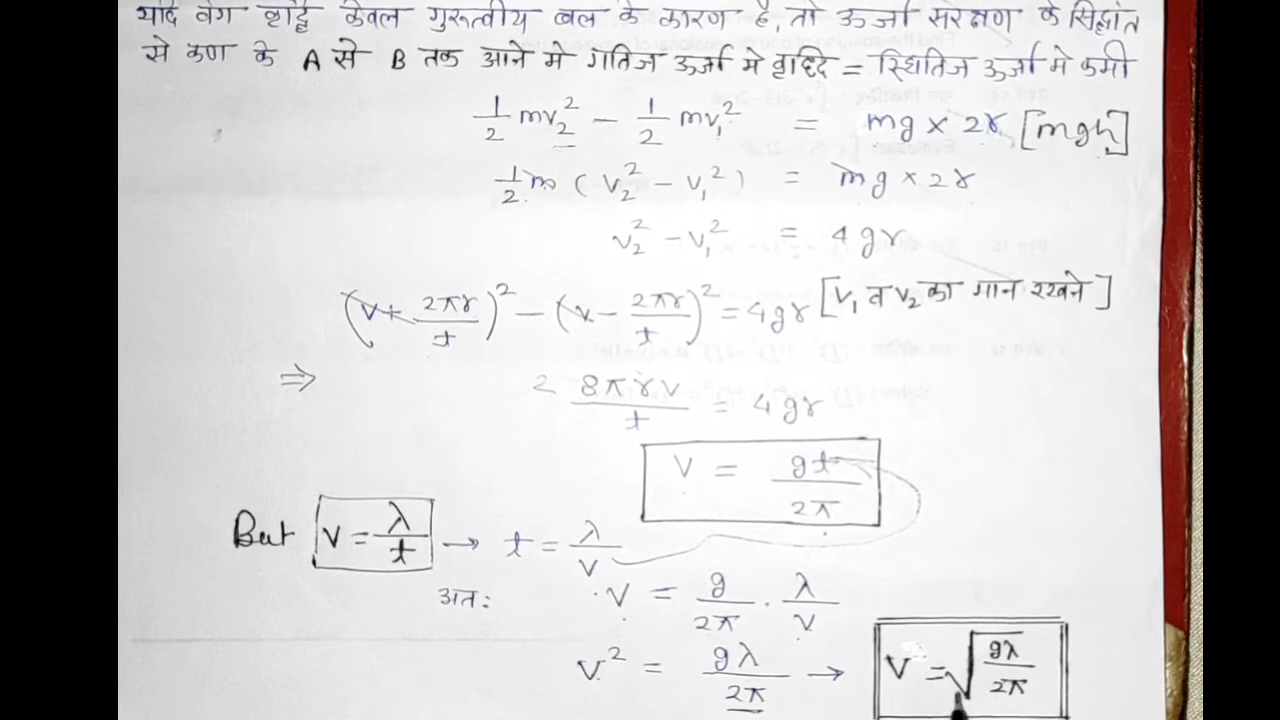 यदि वेग वृद्धि केवल गुरुत्वीय बल के कारण है, तो ऊर्जा संरक्षण के सिद्धांत
से कण के A से B तक आने मे गतिज ऊर्जा मे वृद्धि = स्थितिज ऊर्जा मे कमी
1/2 mv₂² − 1/2 mv₁² = mg × 2r [mgh]
1/2 m (v₂² − v₁²) = mg × 2r
v₂² − v₁² = 4gr
(v + 2πr/t)² − (v − 2πr/t)² = 4gr [v₁ व v₂ का मान रखने]
⇒ 2 8πrv/t = 4gr
V = gt/2π
But V = λ/t → t = λ/v
अतः V = g/2π · λ/v
V² = gλ/2π → V = √(gλ/2π)